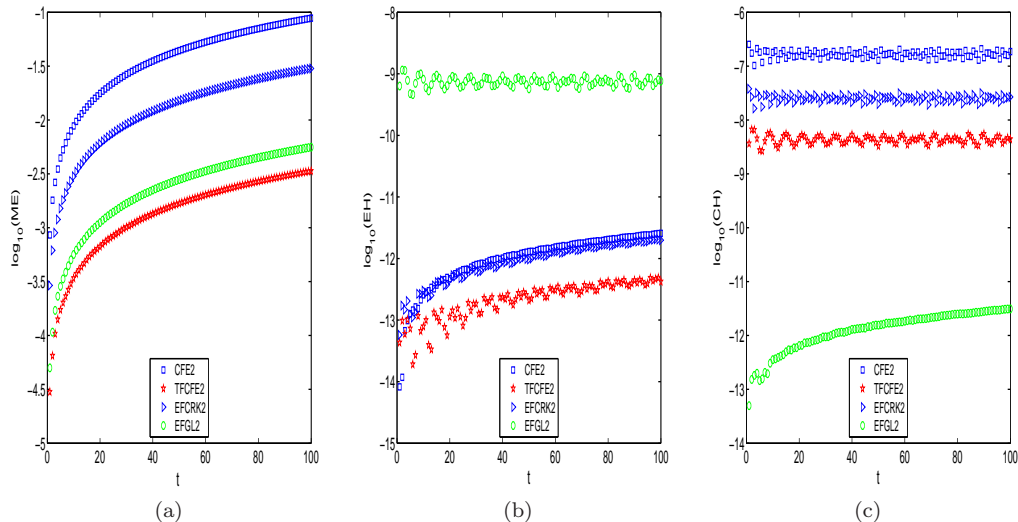 -1
-1.5
-2
-2.5
-3
-3.5
-4
-4.5
-5
log10(ME)
0 20 40 60 80 100
t
CFE2
TFCFE2
EFCRK2
EFGL2
(a)
-8
-9
-10
-11
-12
-13
-14
-15
log10(EH)
0 20 40 60 80 100
t
CFE2
TFCFE2
EFCRK2
EFGL2
(b)
-6
-7
-8
-9
-10
-11
-12
-13
-14
log10(CH)
0 20 40 60 80 100
t
CFE2
TFCFE2
EFCRK2
EFGL2
(c)